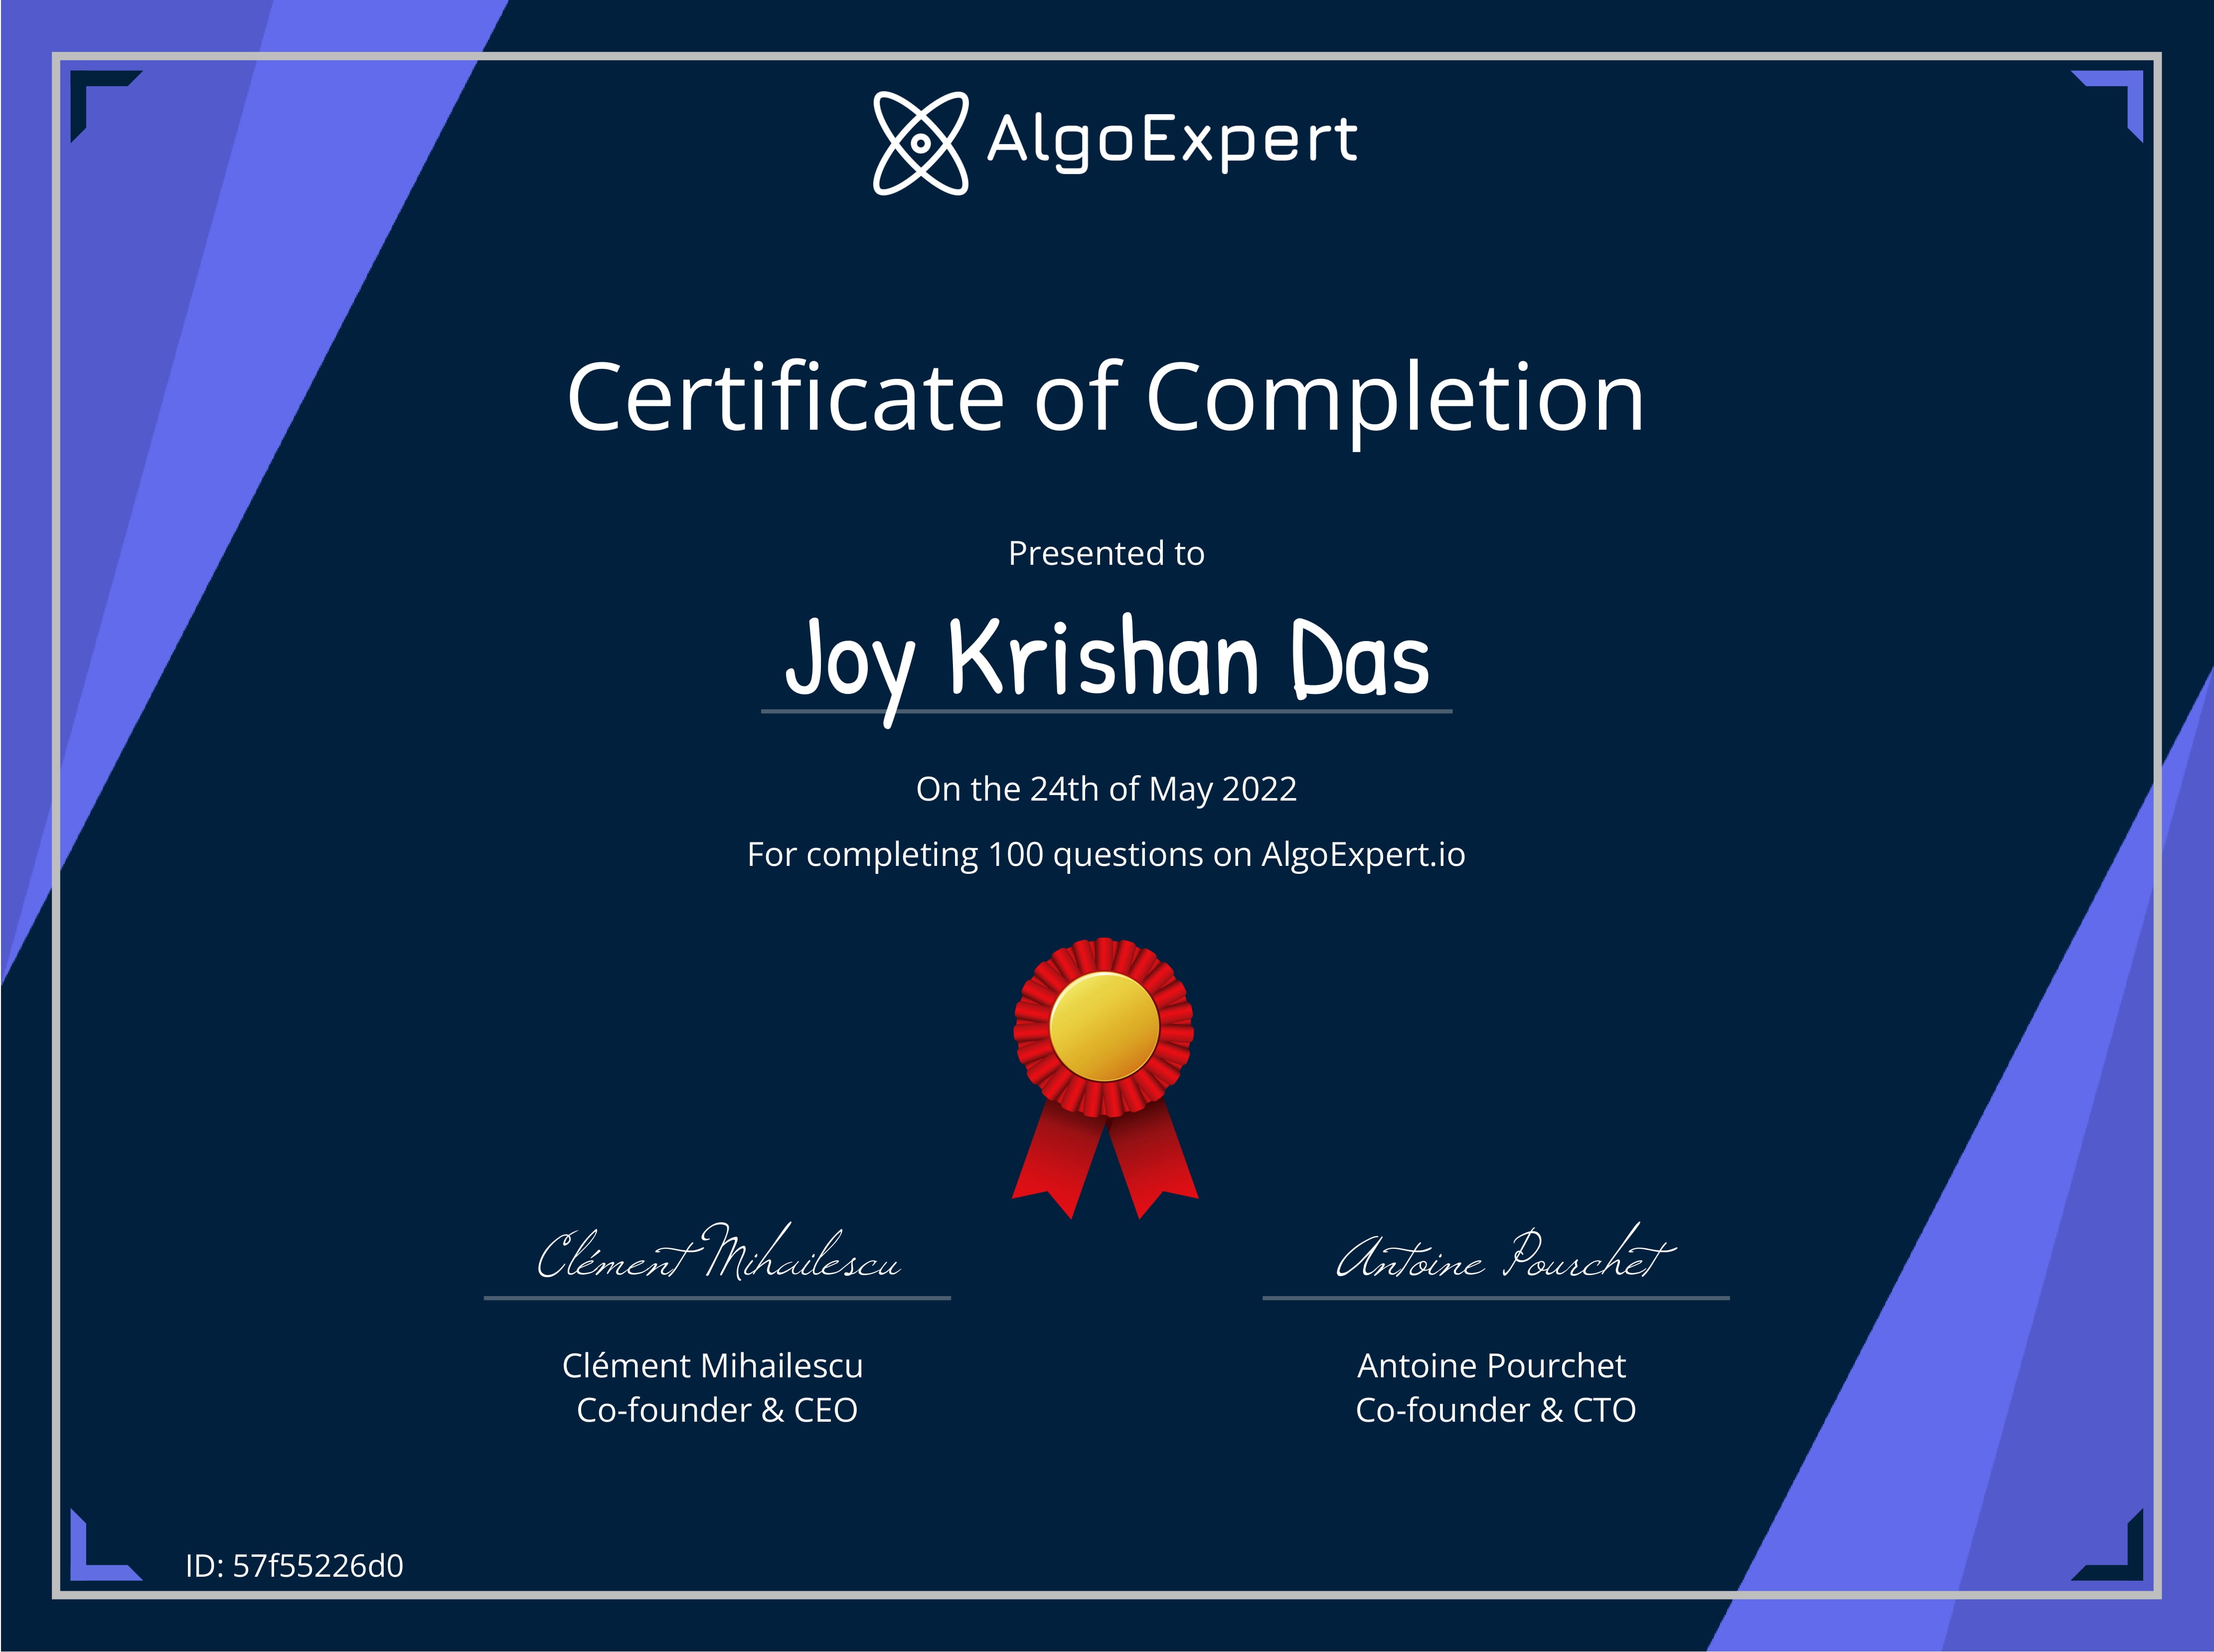 AlgoExpert
Certificate of Completion
Presented to
Joy Krishan Das
On the 24th of May 2022
For completing 100 questions on AlgoExpert.io
Clément Mihailescu
Antoine Pourchet
Clément Mihailescu
Co-founder & CEO
Antoine Pourchet
Co-founder & CTO
ID: 57f55226d0